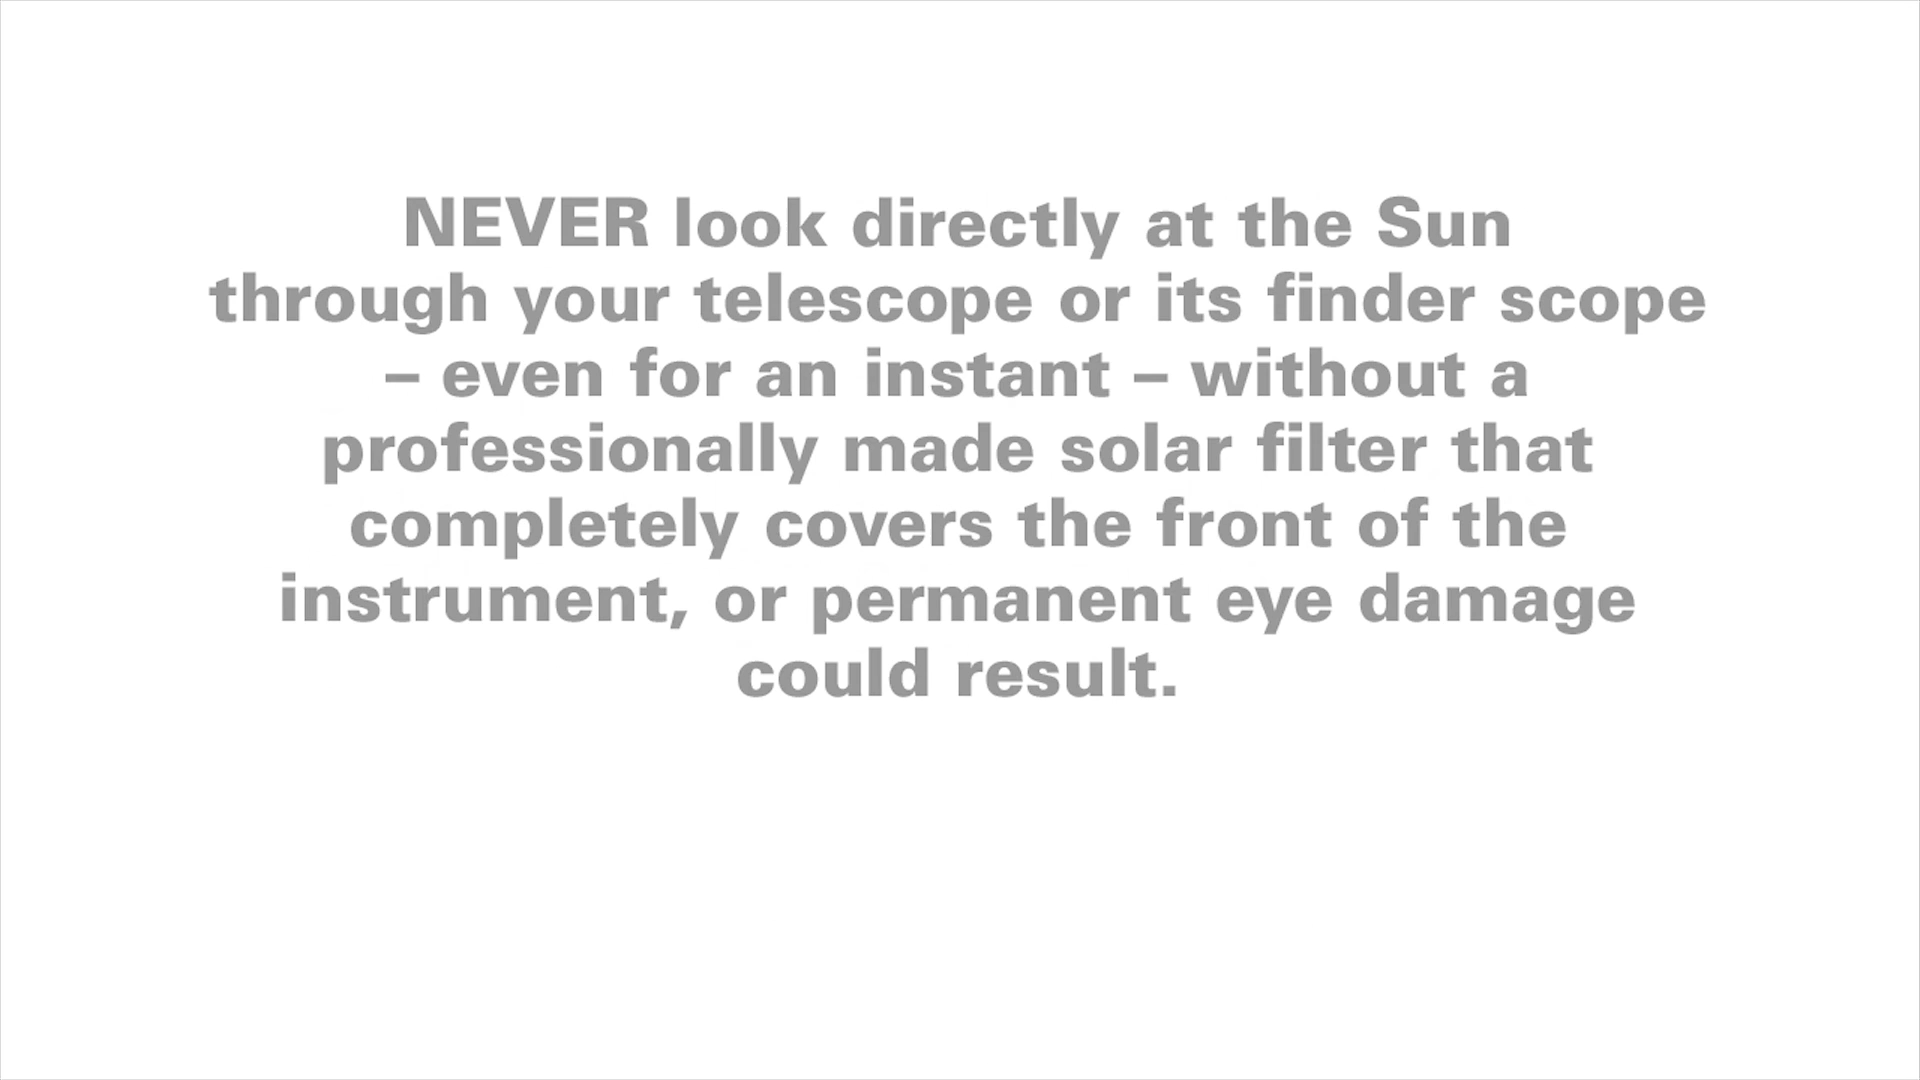 NEVER look directly at the Sun
through your telescope or its finder scope
– even for an instant – without a
professionally made solar filter that
completely covers the front of the
instrument, or permanent eye damage
could result.